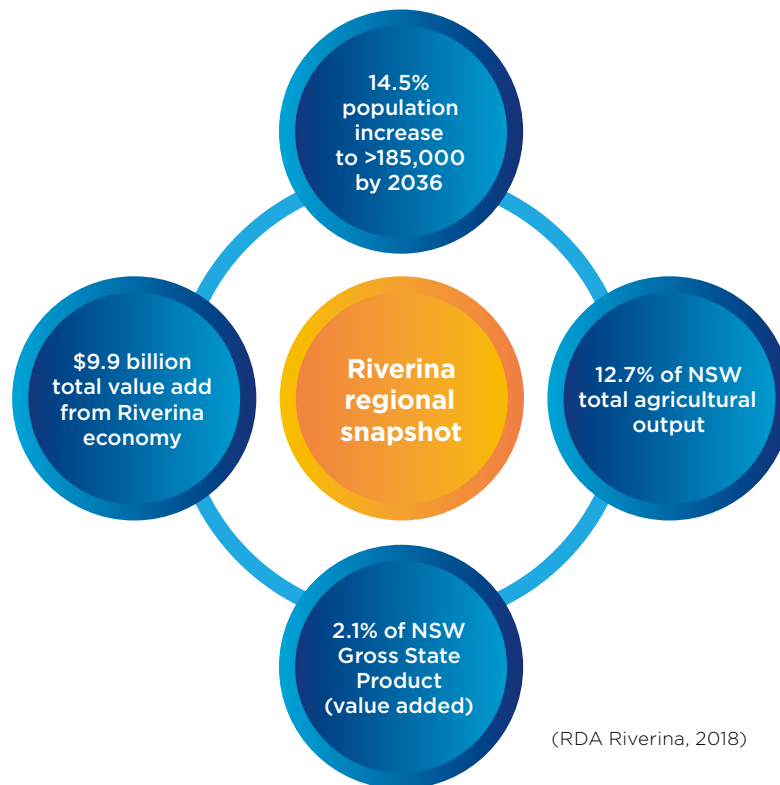 14.5%
population
increase
to >185,000
by 2036
$9.9 billion
total value add
from Riverina
economy
Riverina
regional
snapshot
12.7% of NSW
total agricultural
output
2.1% of NSW
Gross State
Product
(value added)
(RDA Riverina, 2018)